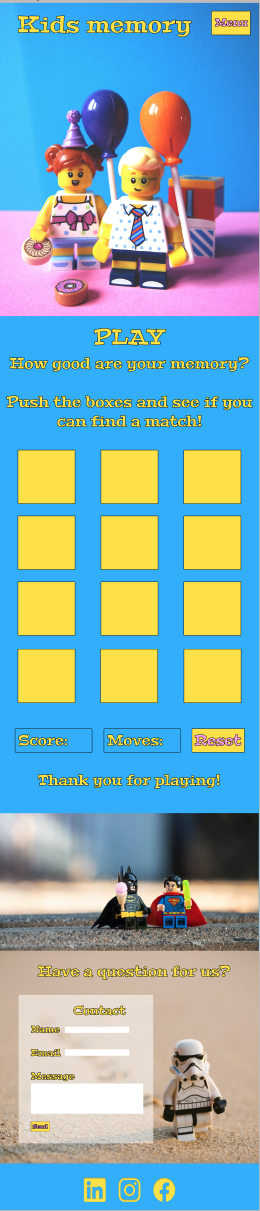 Kids memory
Menu
PLAY
How good are your memory?
Push the boxes and see if you
can find a match!
Score:
Moves:
Reset
Thank you for playing!
Have a question for us?
Contact
Name
Email
Message
Send